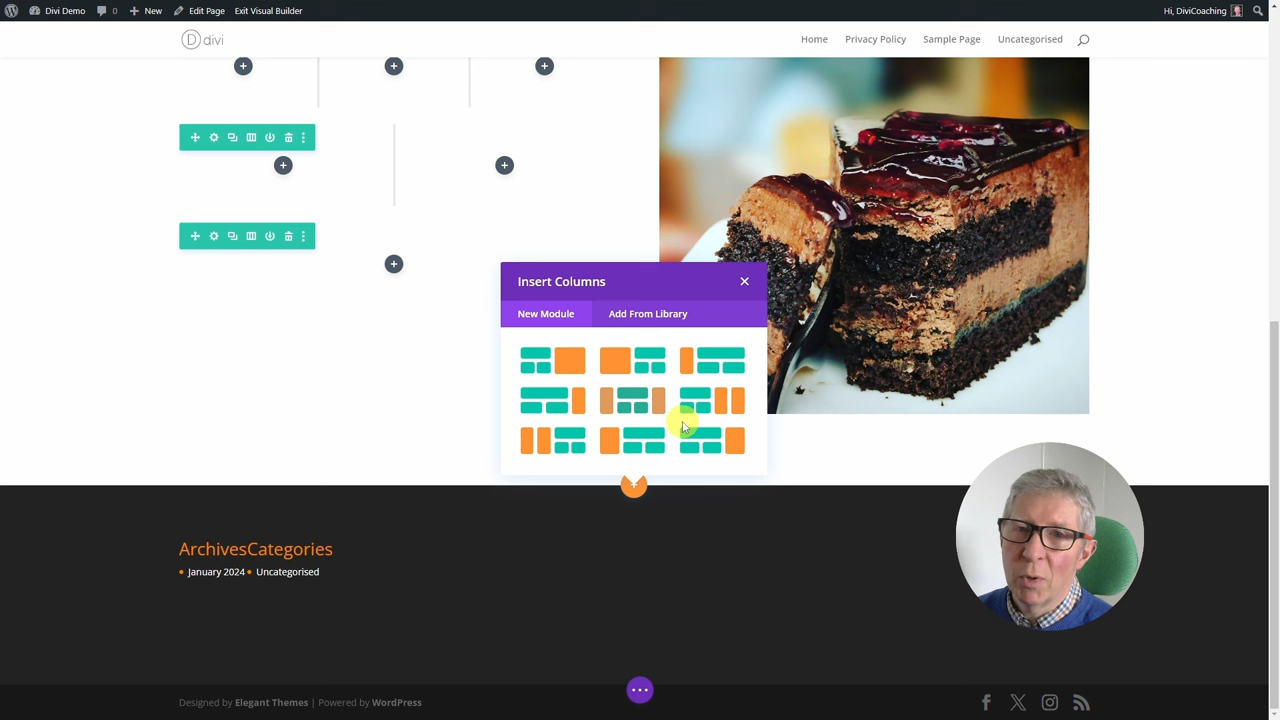 Divi Demo 0 New Edit Page Exit Visual Builder Hi, DiviCoaching
D divi Home Privacy Policy Sample Page Uncategorised
Insert Columns
New Module Add From Library
ArchivesCategories
January 2024 Uncategorised
Designed by Elegant Themes | Powered by WordPress